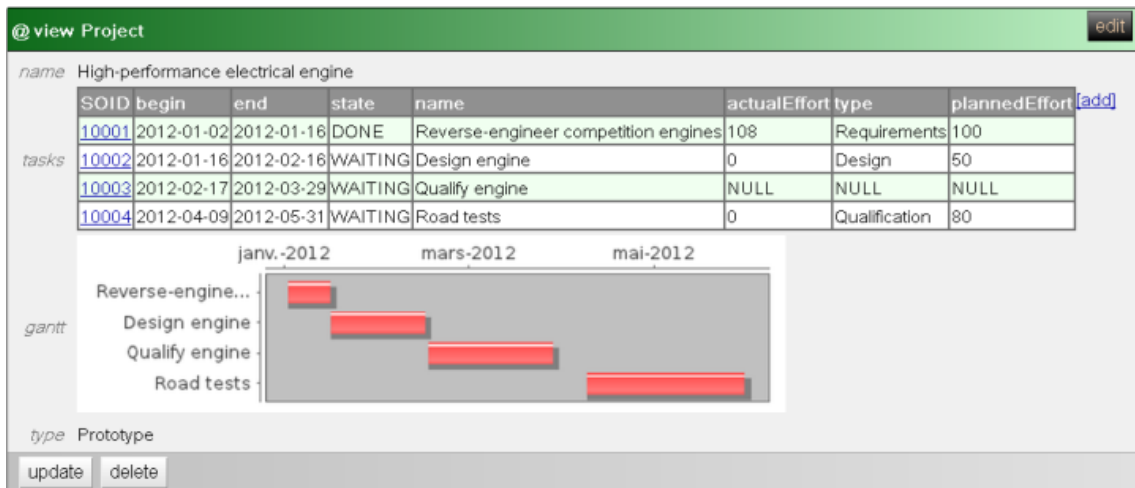 @ view Project edit
name High-performance electrical engine
SOID begin end state name actualEffort type plannedEffort [add]
10001 2012-01-02 2012-01-16 DONE Reverse-engineer competition engines 108 Requirements 100
tasks 10002 2012-01-16 2012-02-16 WAITING Design engine 0 Design 50
10003 2012-02-17 2012-03-29 WAITING Qualify engine NULL NULL NULL
10004 2012-04-09 2012-05-31 WAITING Road tests 0 Qualification 80
janv.-2012 mars-2012 mai-2012
Reverse-engine...
Design engine
gantt
Qualify engine
Road tests
type Prototype
update delete